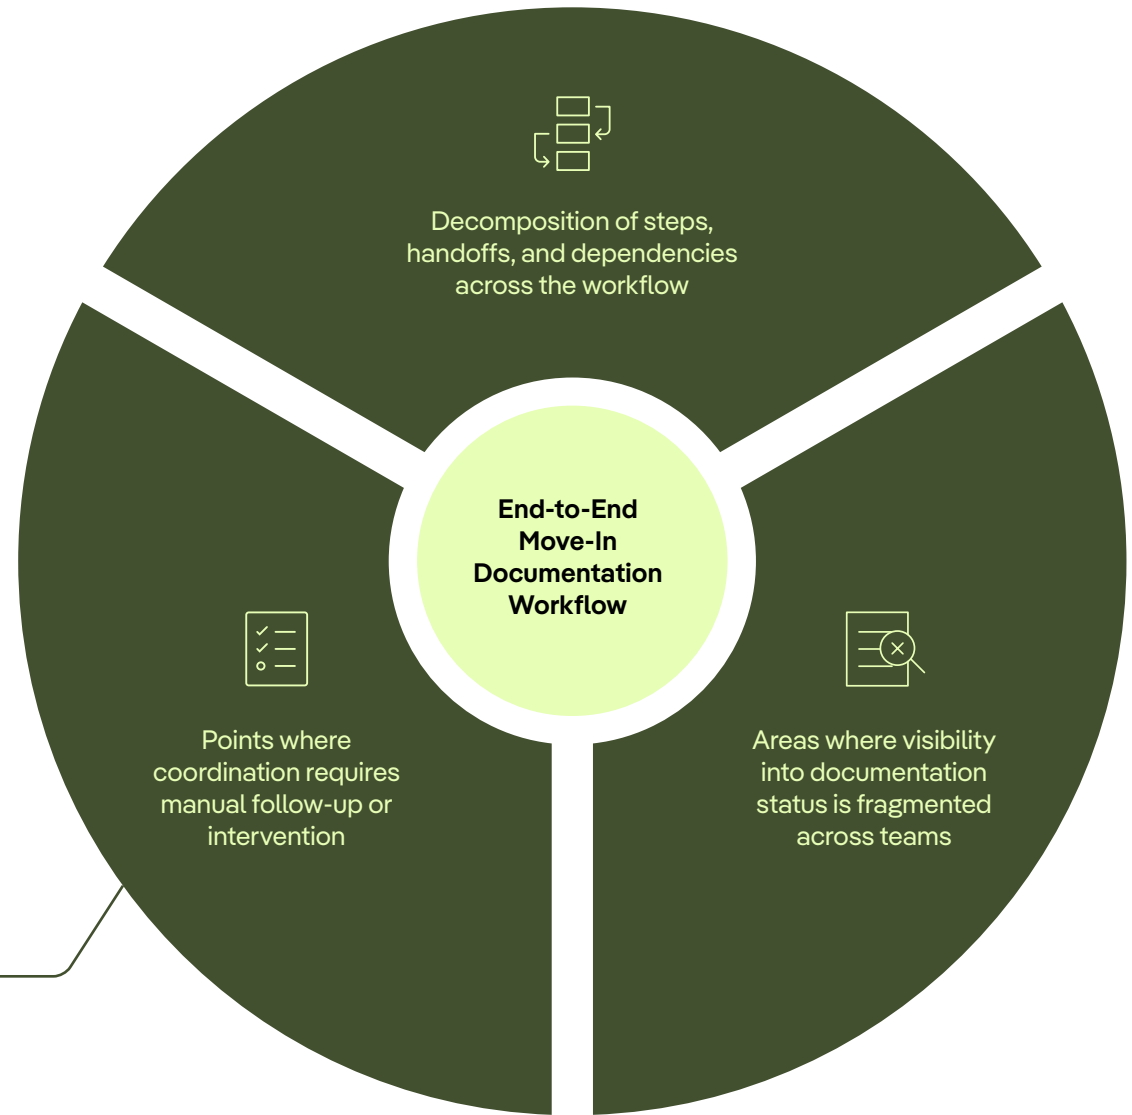 Decomposition of steps,
handoffs, and dependencies
across the workflow
End-to-End
Move-In
Documentation
Workflow
Points where
coordination requires
manual follow-up or
intervention
Areas where visibility
into documentation
status is fragmented
across teams